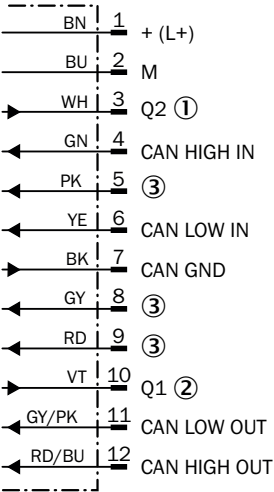 BN 1 + (L+)
BU 2 M
WH 3 Q2 ①
GN 4 CAN HIGH IN
PK 5 ③
YE 6 CAN LOW IN
BK 7 CAN GND
GY 8 ③
RD 9 ③
VT 10 Q1 ②
GY/PK 11 CAN LOW OUT
RD/BU 12 CAN HIGH OUT